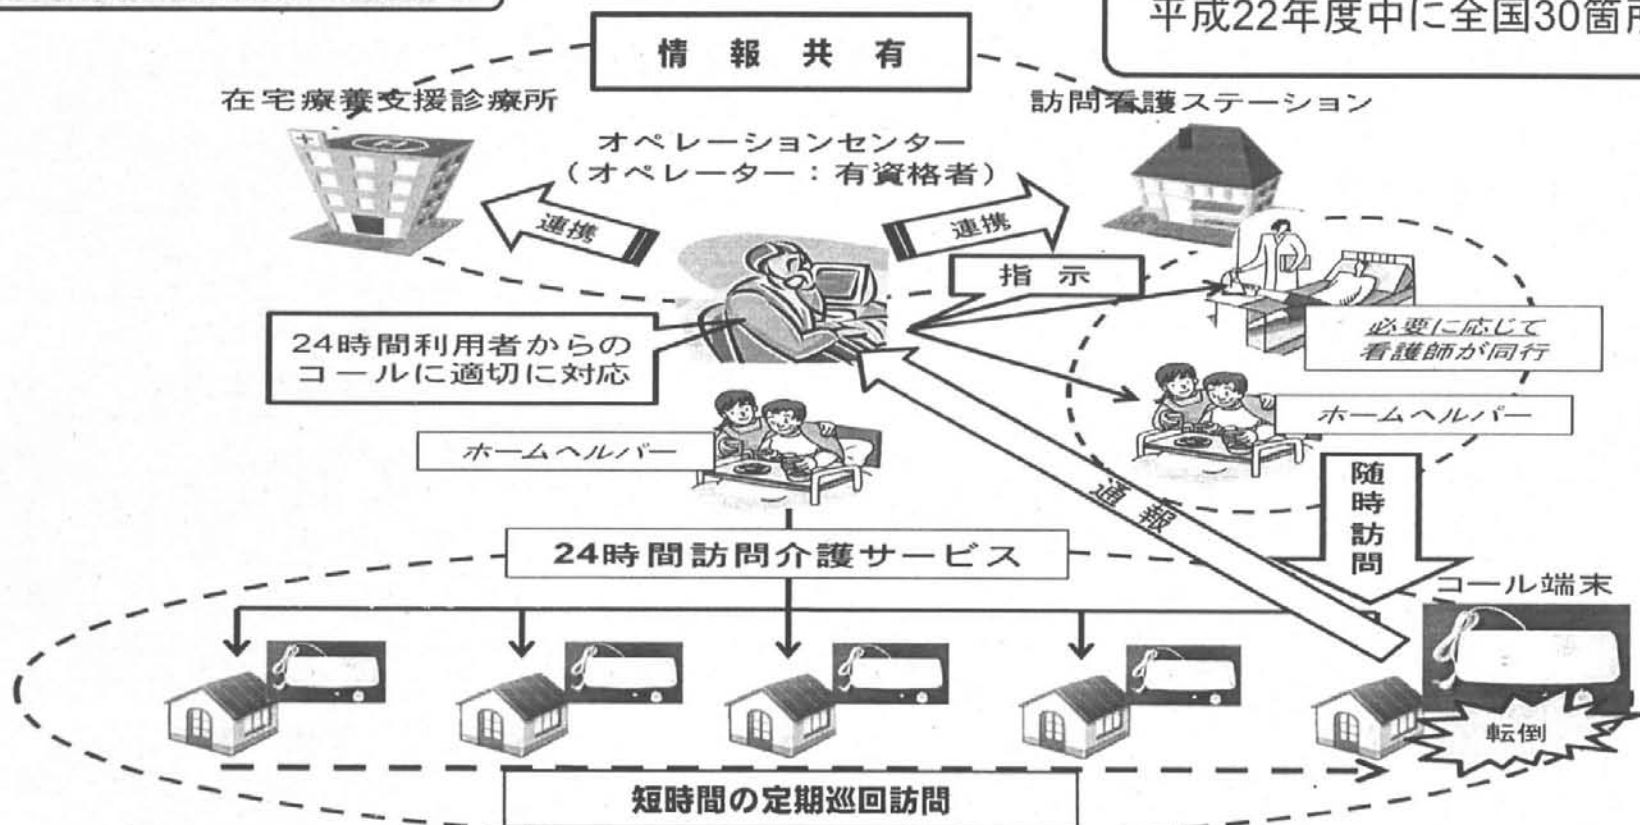 平成22年度中に全国30箇所
情報共有
在宅療養支援診療所
訪問看護ステーション
オペレーションセンター
(オペレーター:有資格者)
連携
連携
指示
24時間利用者からの
コールに適切に対応
必要に応じて
看護師が同行
ホームヘルパー
ホームヘルパー
通報
随時訪問
24時間訪問介護サービス
コール端末
転倒
短時間の定期巡回訪問